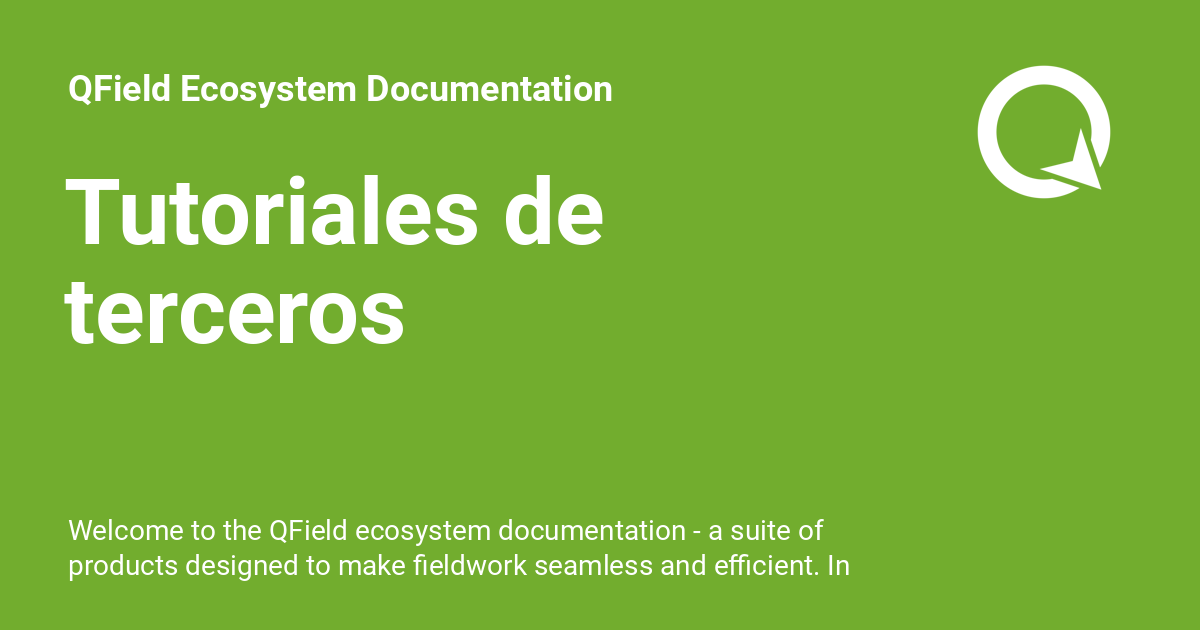 QField Ecosystem Documentation
Tutoriales de
terceros
Welcome to the QField ecosystem documentation - a suite of
products designed to make fieldwork seamless and efficient. In